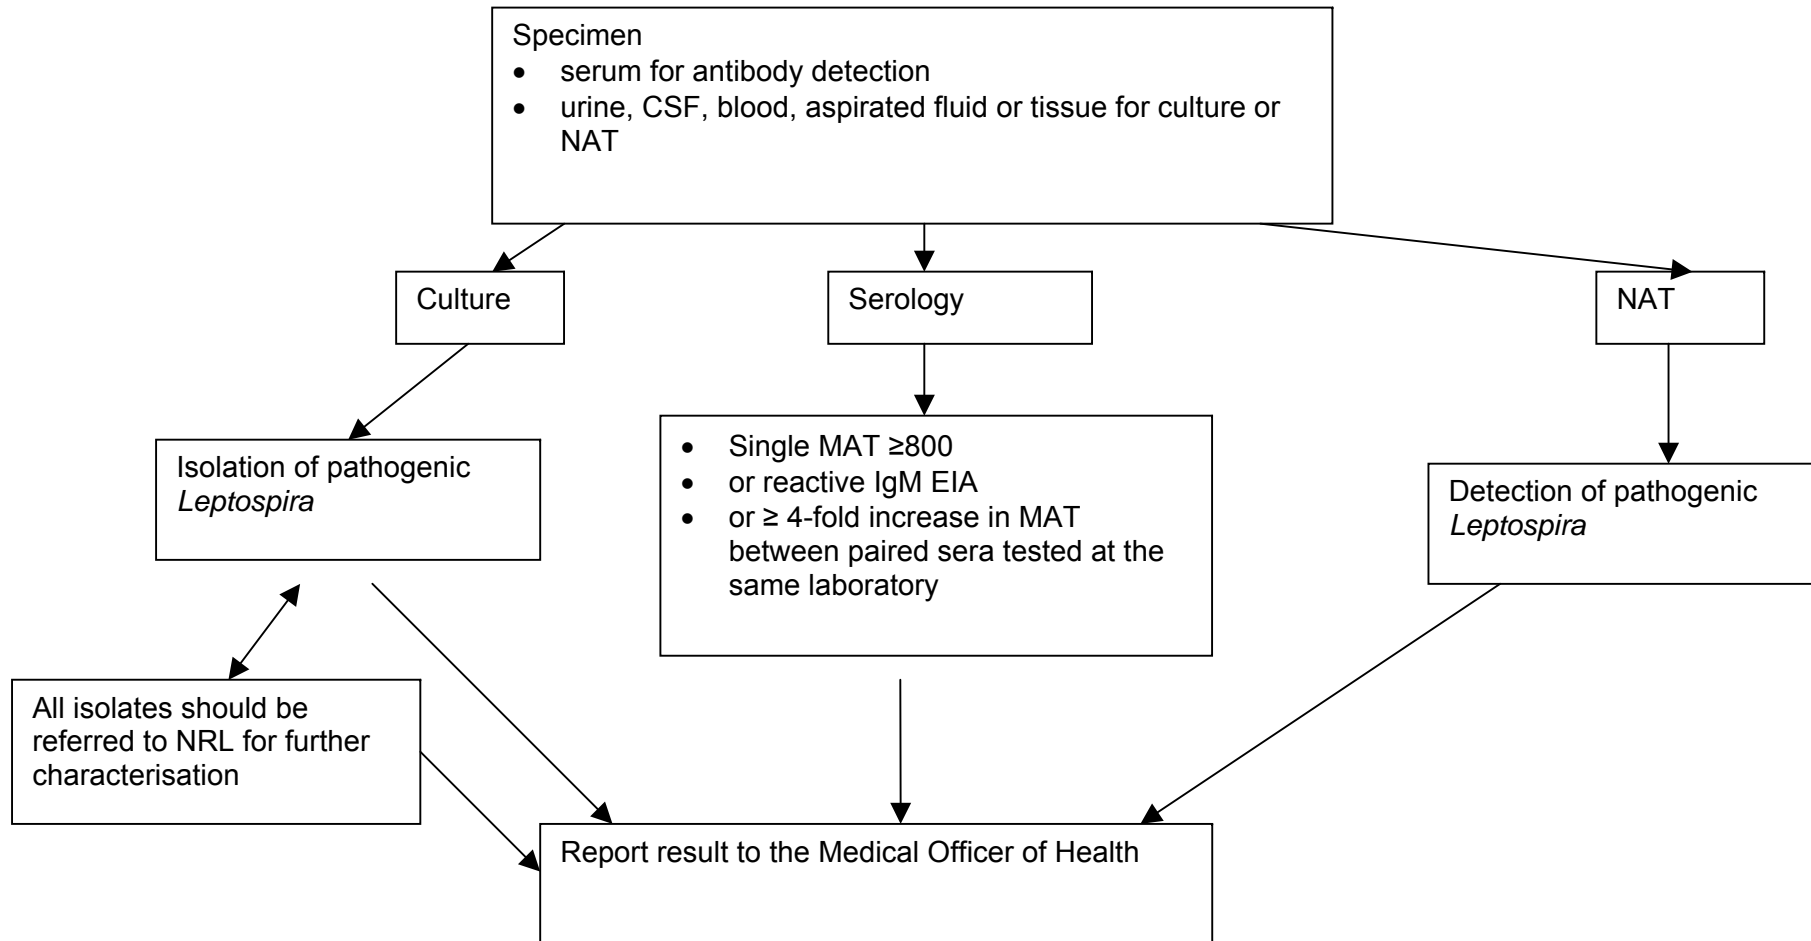 Specimen
• serum for antibody detection
• urine, CSF, blood, aspirated fluid or tissue for culture or
NAT
Culture
Serology
NAT
Isolation of pathogenic
Leptospira
• Single MAT ≥800
• or reactive IgM EIA
• or ≥ 4-fold increase in MAT
between paired sera tested at the
same laboratory
Detection of pathogenic
Leptospira
All isolates should be
referred to NRL for further
characterisation
Report result to the Medical Officer of Health